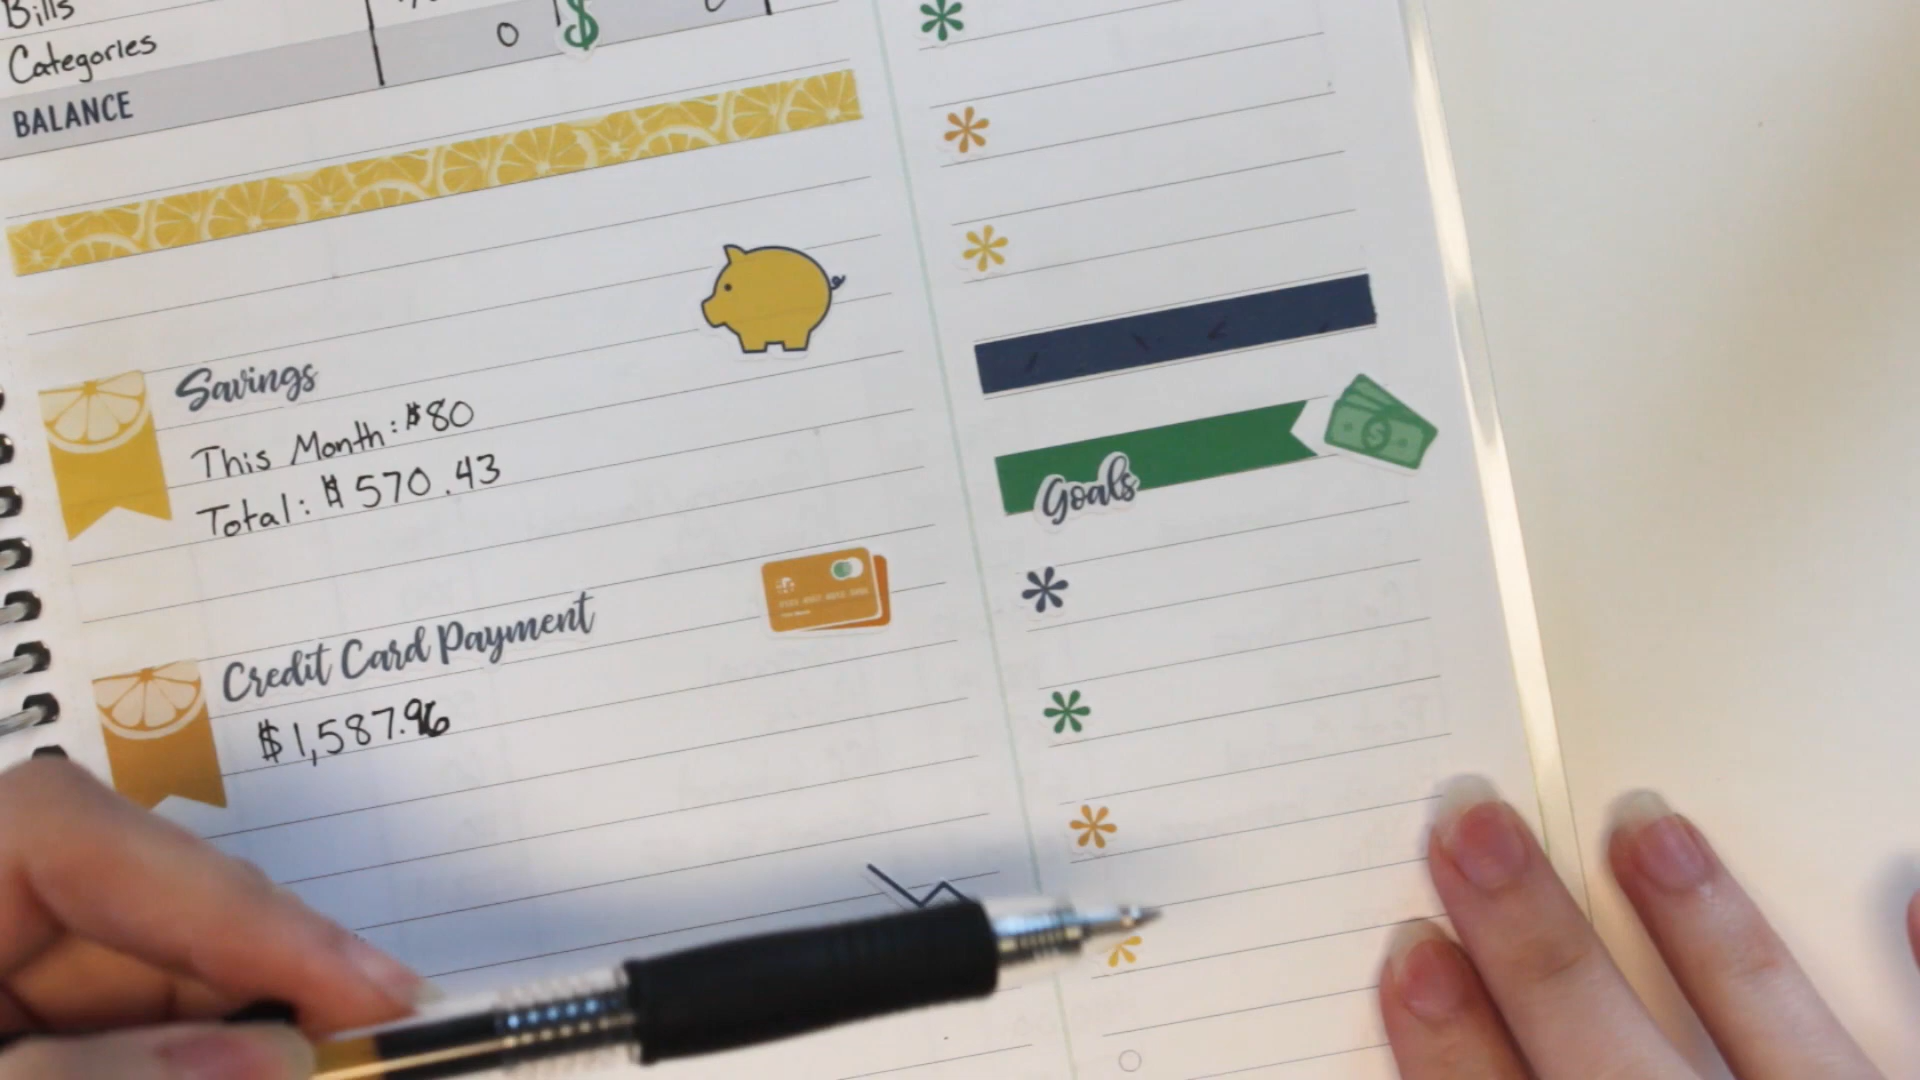 Bills
Categories
0
$
BALANCE
Savings
This Month: $80
Total: $570.43
Credit Card Payment
$1,587.96
Goals
$